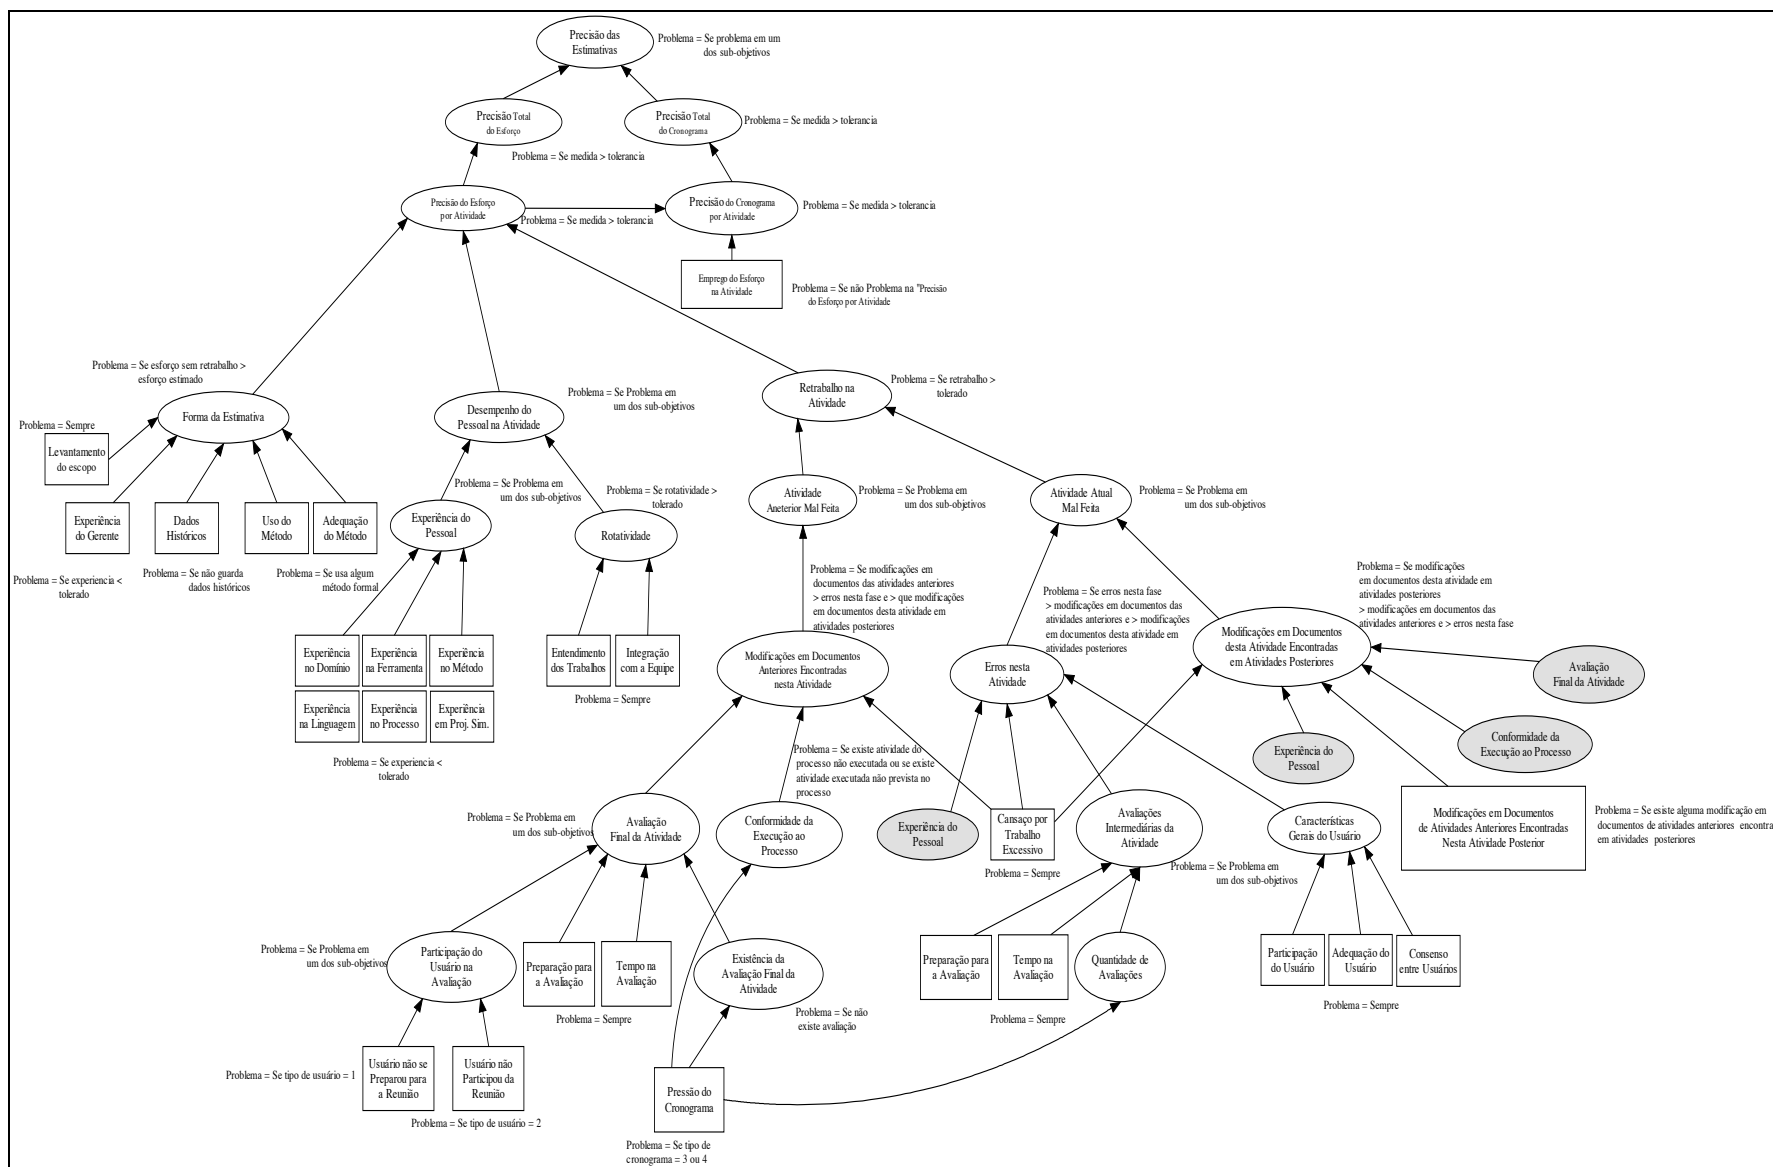 Precisão das
Estimativas
Problema = Se problema em um
dos sub-objetivos
Precisão Total
do Esforço
Precisão Total
do Cronograma
Problema = Se medida > tolerancia
Problema = Se medida > tolerancia
Precisão do Esforço
por Atividade
Problema = Se medida > tolerancia
Precisão do Cronograma
por Atividade
Problema = Se medida > tolerancia
Emprego do Esforço
na Atividade
Problema = Se não Problema na "Precisão
do Esforço por Atividade
Problema = Se esforço sem retrabalho >
esforço estimado
Forma da Estimativa
Problema = Sempre
Levantamento
do escopo
Experiência
do Gerente
Dados
Históricos
Uso do
Método
Adequação
do Método
Problema = Se experiencia <
tolerado
Problema = Se não guarda
dados históricos
Problema = Se usa algum
método formal
Desempenho do
Pessoal na Atividade
Problema = Se Problema em
um dos sub-objetivos
Experiência do
Pessoal
Problema = Se Problema em
um dos sub-objetivos
Rotatividade
Problema = Se rotatividade >
tolerado
Experiência
no Domínio
Experiência
na Ferramenta
Experiência
no Método
Experiência
na Linguagem
Experiência
no Processo
Experiência
em Proj. Sim.
Problema = Se experiencia <
tolerado
Entendimento
dos Trabalhos
Integração
com a Equipe
Problema = Sempre
Retrabalho na
Atividade
Problema = Se retrabalho >
tolerado
Atividade
Aneterior Mal Feita
Problema = Se Problema em
um dos sub-objetivos
Atividade Atual
Mal Feita
Problema = Se Problema em
um dos sub-objetivos
Problema = Se modificações em
documentos das atividades anteriores
> erros nesta fase e > que modificações
em documentos desta atividade em
atividades posteriores
Modificações em Documentos
Anteriores Encontradas
nesta Atividade
Problema = Se erros nesta fase
> modificações em documentos das
atividades anteriores e > modificações
em documentos desta atividade em
atividades posteriores
Erros nesta
Atividade
Problema = Se modificações
em documentos desta atividade em
atividades posteriores
> modificações em documentos das
atividades anteriores e > erros nesta fase
Modificações em Documentos
desta Atividade Encontradas
em Atividades Posteriores
Avaliação
Final da Atividade
Conformidade da
Execução ao Processo
Experiência do
Pessoal
Modificações em Documentos
de Atividades Anteriores Encontradas
Nesta Atividade Posterior
Problema = Se esiste alguma modificação em
documentos de atividades anteriores encontra
em atividades posteriores
Problema = Se existe atividade do
processo não executada ou se existe
atividade executada não prevista no
processo
Problema = Se Problema em
um dos sub-objetivos
Avaliação
Final da Atividade
Conformidade da
Execução ao
Processo
Experiência do
Pessoal
Cansaço por
Trabalho
Excessivo
Problema = Sempre
Avaliações
Intermediárias da
Atividade
Problema = Se Problema em
um dos sub-objetivos
Características
Gerais do Usuário
Problema = Se Problema em
um dos sub-objetivos
Participação do
Usuário na
Avaliação
Preparação para
a Avaliação
Tempo na
Avaliação
Problema = Sempre
Existência da
Avaliação Final da
Atividade
Problema = Se não
existe avaliação
Preparação para
a Avaliação
Tempo na
Avaliação
Problema = Sempre
Quantidade de
Avaliações
Participação
do Usuário
Adequação do
Usuário
Consenso
entre Usuários
Problema = Sempre
Problema = Se tipo de usuário = 1
Usuário não se
Preparou para
a Reunião
Usuário não
Participou da
Reunião
Problema = Se tipo de usuário = 2
Pressão do
Cronograma
Problema = Se tipo de
cronograma = 3 ou 4